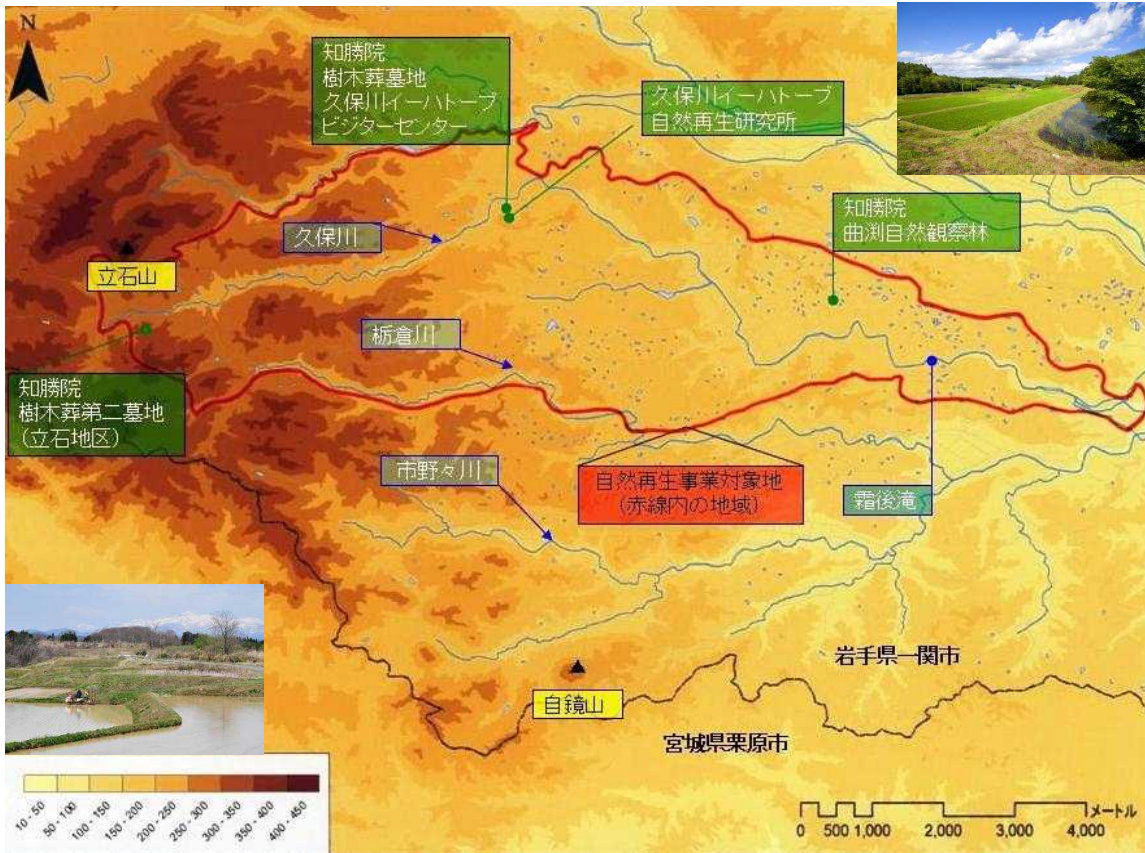 N
知勝院
樹木葬墓地
久保川イーハトーブ
ビジターセンター
久保川イーハトーブ
自然再生研究所
知勝院
曲渕自然観察林
久保川
立石山
栃倉川
知勝院
樹木葬第二墓地
(立石地区)
市野々川
自然再生事業対象地
(赤線内の地域)
霜後滝
岩手県一関市
自鏡山
宮城県栗原市
10 - 50
50 - 100
100 - 150
150 - 200
200 - 250
250 - 300
300 - 350
350 - 400
400 - 450
メートル
0 500 1,000 2,000 3,000 4,000